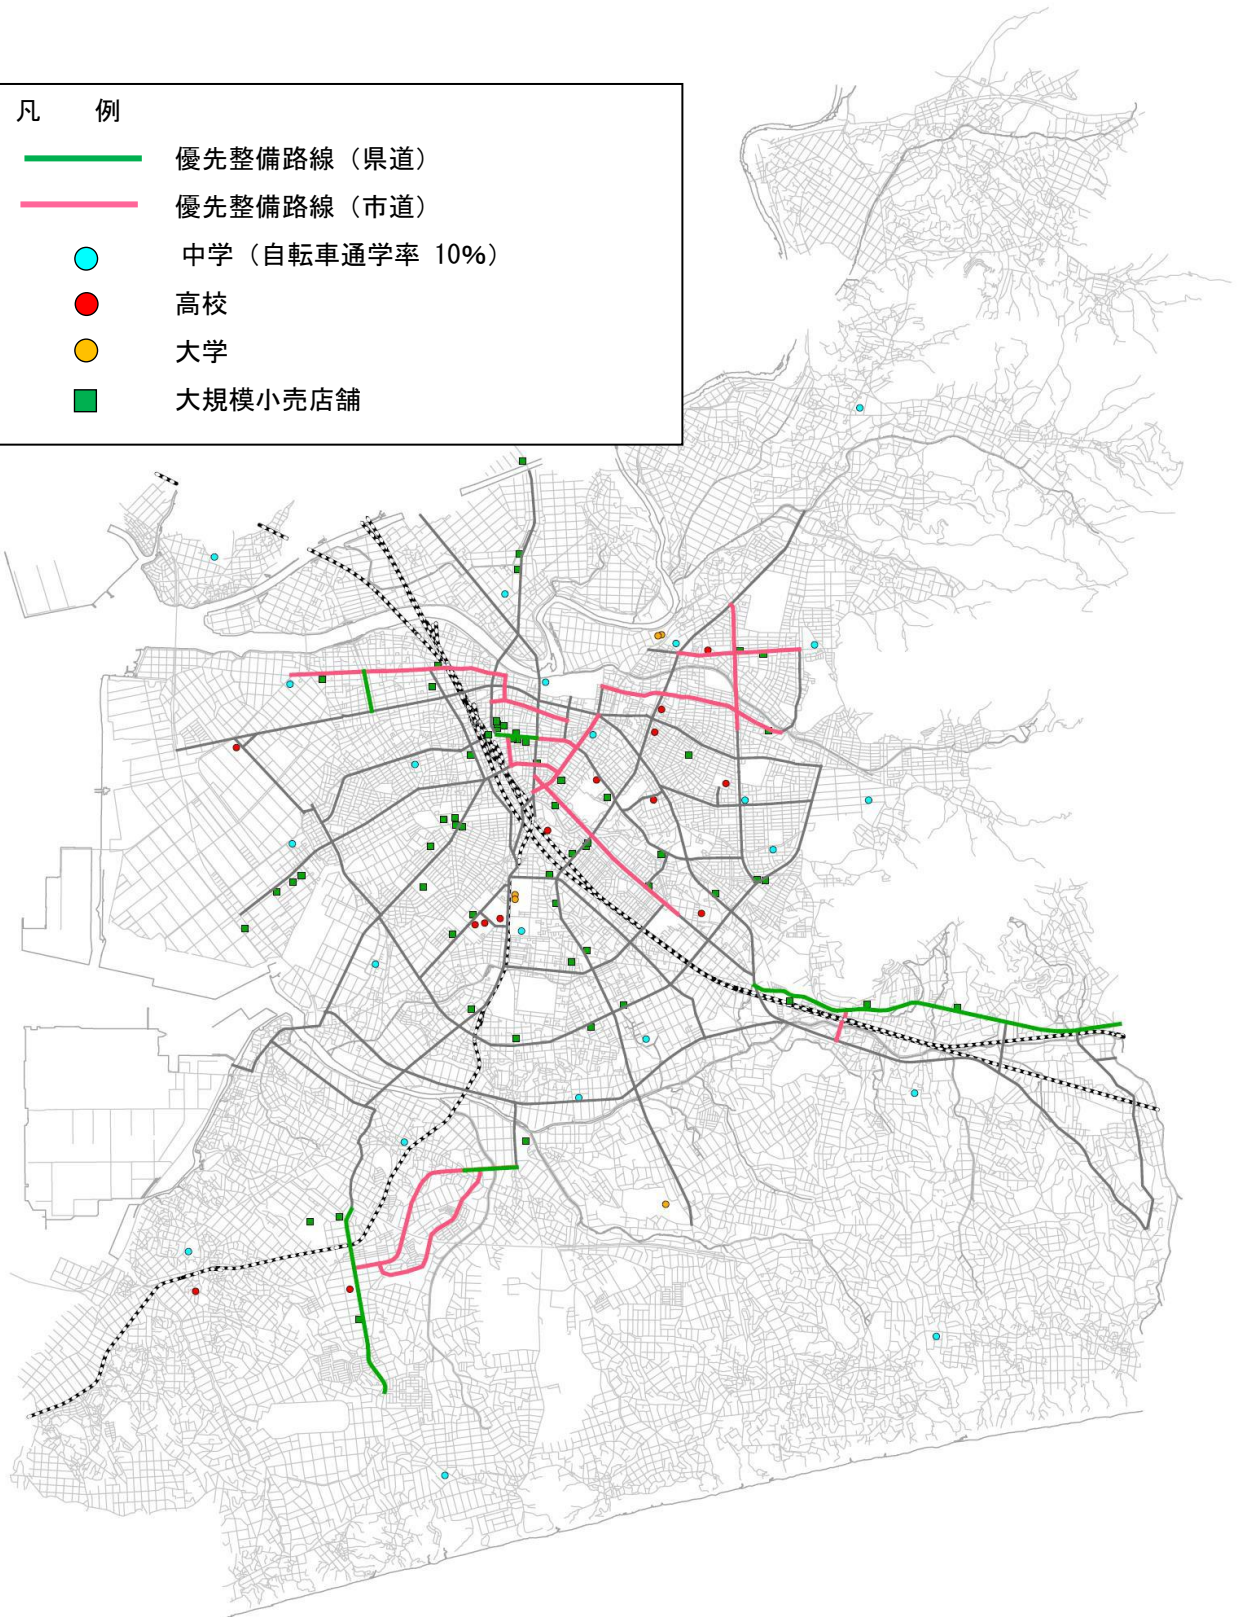 凡 例
優先整備路線（県道）
優先整備路線（市道）
中学（自転車通学率 10%）
高校
大学
大規模小売店舗